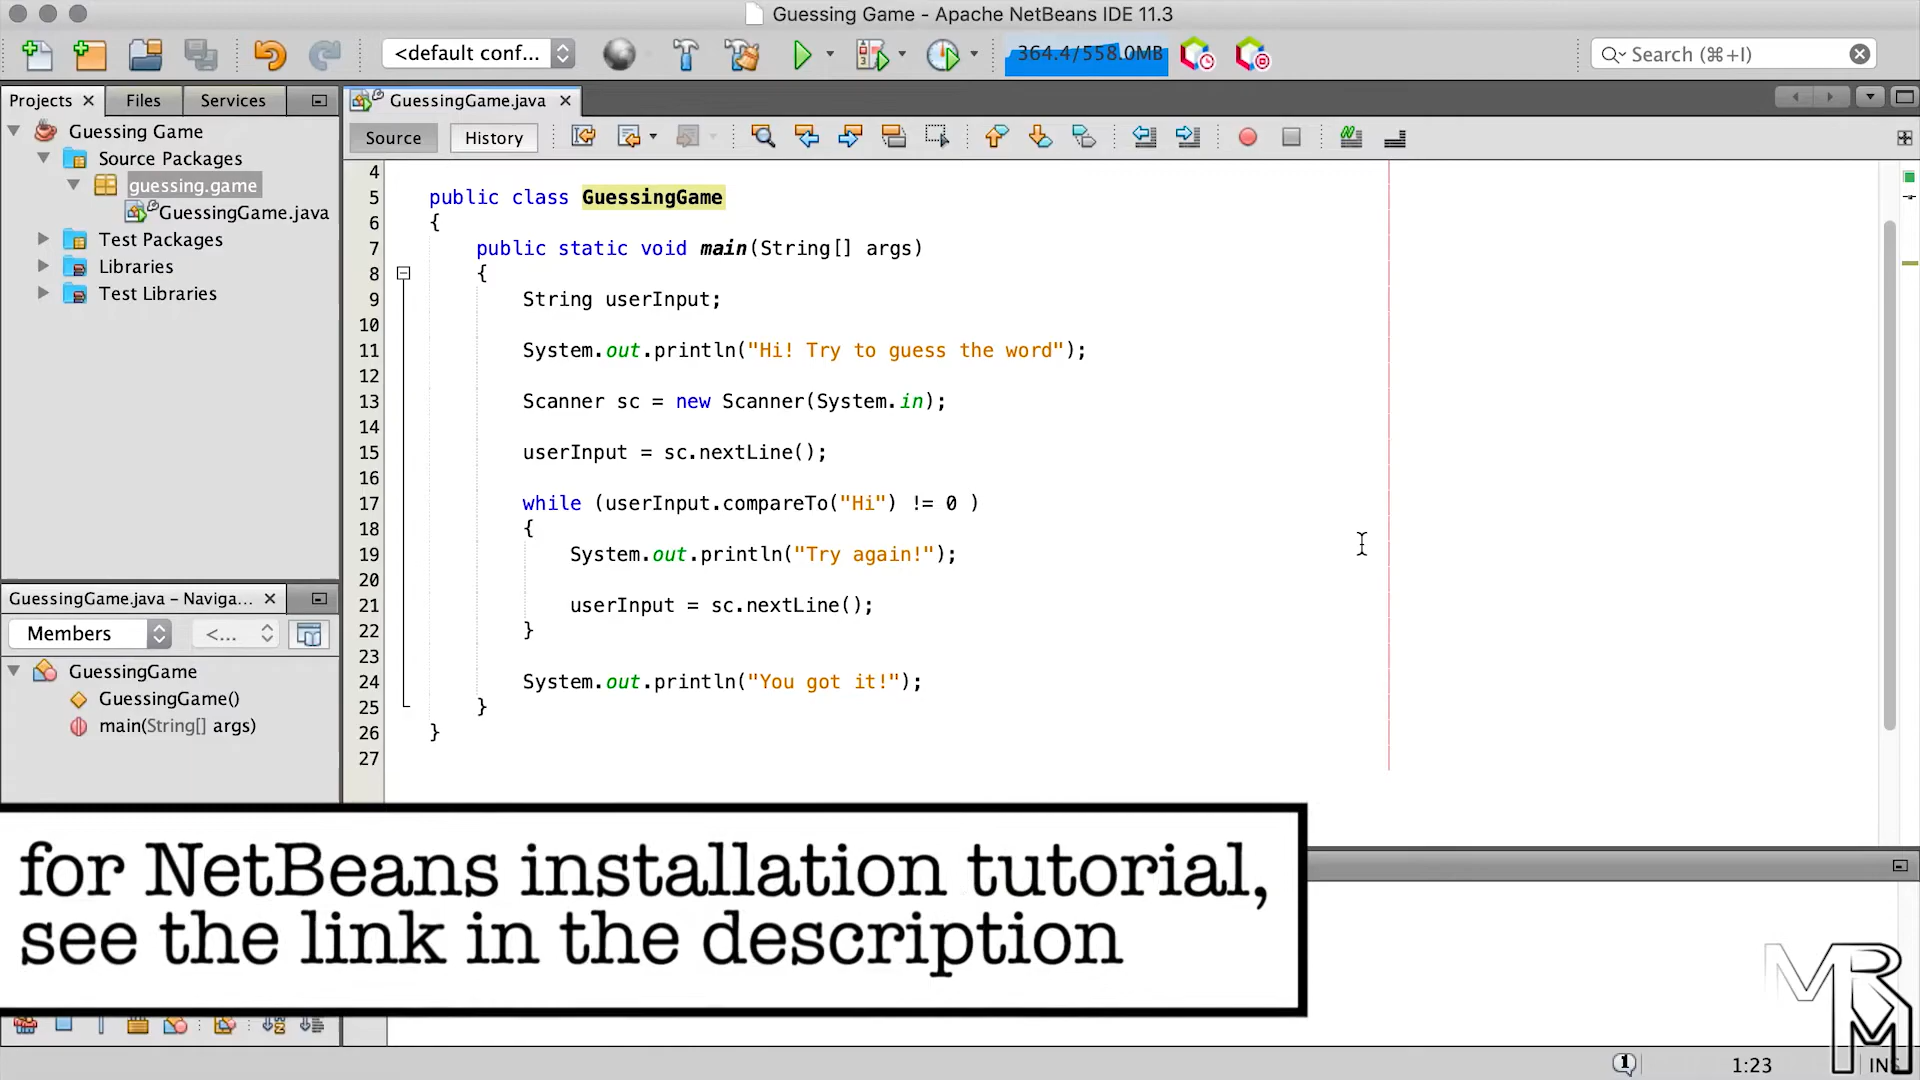 Guessing Game - Apache NetBeans IDE 11.3
<default conf...
364.4/558.0MB
Search (⌘+I)
Projects
Files
Services
GuessingGame.java
Source
History
Guessing Game
Source Packages
guessing.game
GuessingGame.java
Test Packages
Libraries
Test Libraries
4
5 public class GuessingGame
6 {
7 public static void main(String[] args)
8 {
9 String userInput;
10
11 System.out.println("Hi! Try to guess the word");
12
13 Scanner sc = new Scanner(System.in);
14
15 userInput = sc.nextLine();
16
17 while (userInput.compareTo("Hi") != 0 )
18 {
19 System.out.println("Try again!");
20
21 userInput = sc.nextLine();
22 }
23
24 System.out.println("You got it!");
25 }
26 }
27
GuessingGame.java - Naviga...
Members
<...
GuessingGame
GuessingGame()
main(String[] args)
for NetBeans installation tutorial,
see the link in the description
MRM
1
1:23
INS